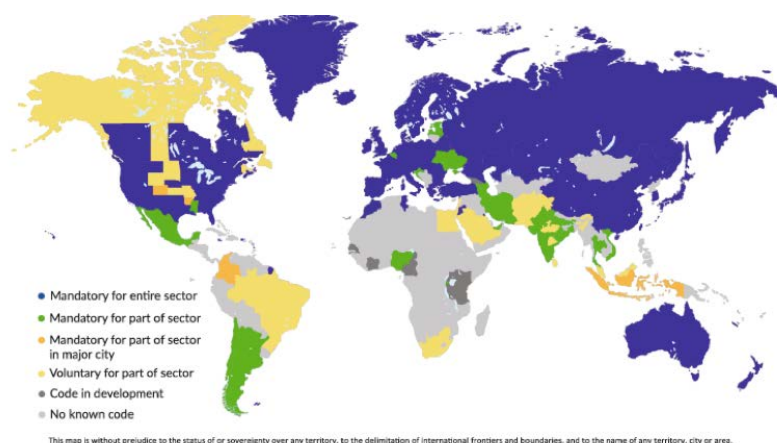 Mandatory for entire sector
Mandatory for part of sector
Mandatory for part of sector
in major city
Voluntary for part of sector
Code in development
No known code
This map is without prejudice to the status of or sovereignty over any territory, to the delimitation of international frontiers and boundaries, and to the name of any territory, city or area.